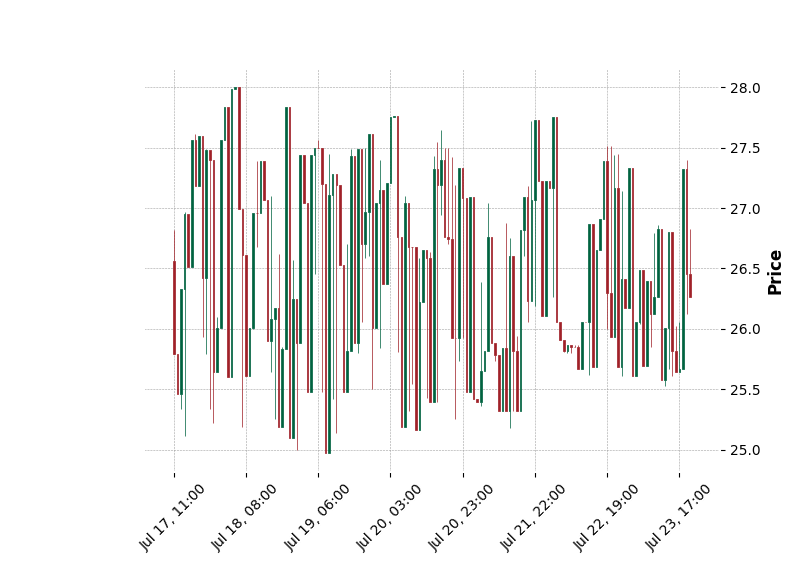 28.0
27.5
27.0
26.5
26.0
25.5
25.0
Price
Jul 17, 11:00
Jul 18, 08:00
Jul 19, 06:00
Jul 20, 03:00
Jul 20, 23:00
Jul 21, 22:00
Jul 22, 19:00
Jul 23, 17:00